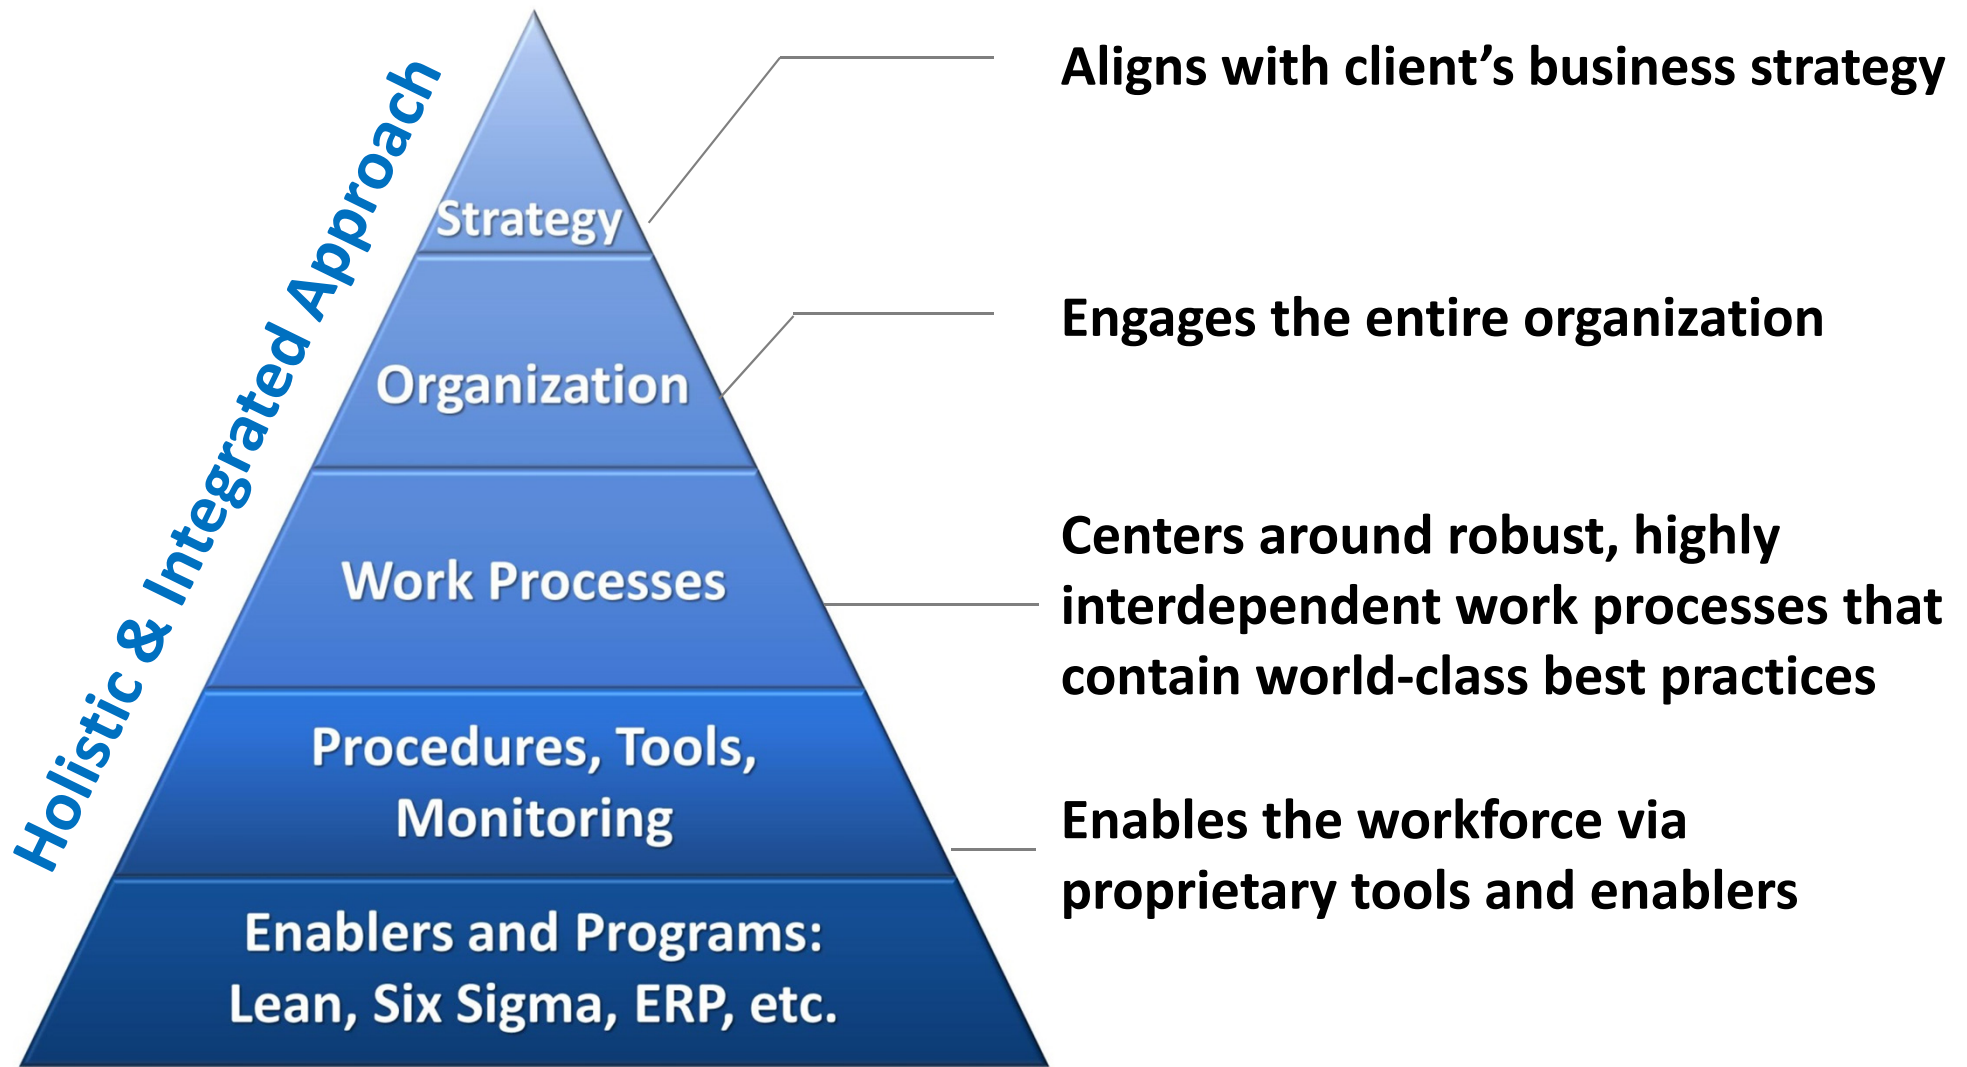 Holistic & Integrated Approach
Strategy
Aligns with client’s business strategy
Organization
Engages the entire organization
Work Processes
Centers around robust, highly
interdependent work processes that
contain world-class best practices
Procedures, Tools,
Monitoring
Enables the workforce via
proprietary tools and enablers
Enablers and Programs:
Lean, Six Sigma, ERP, etc.